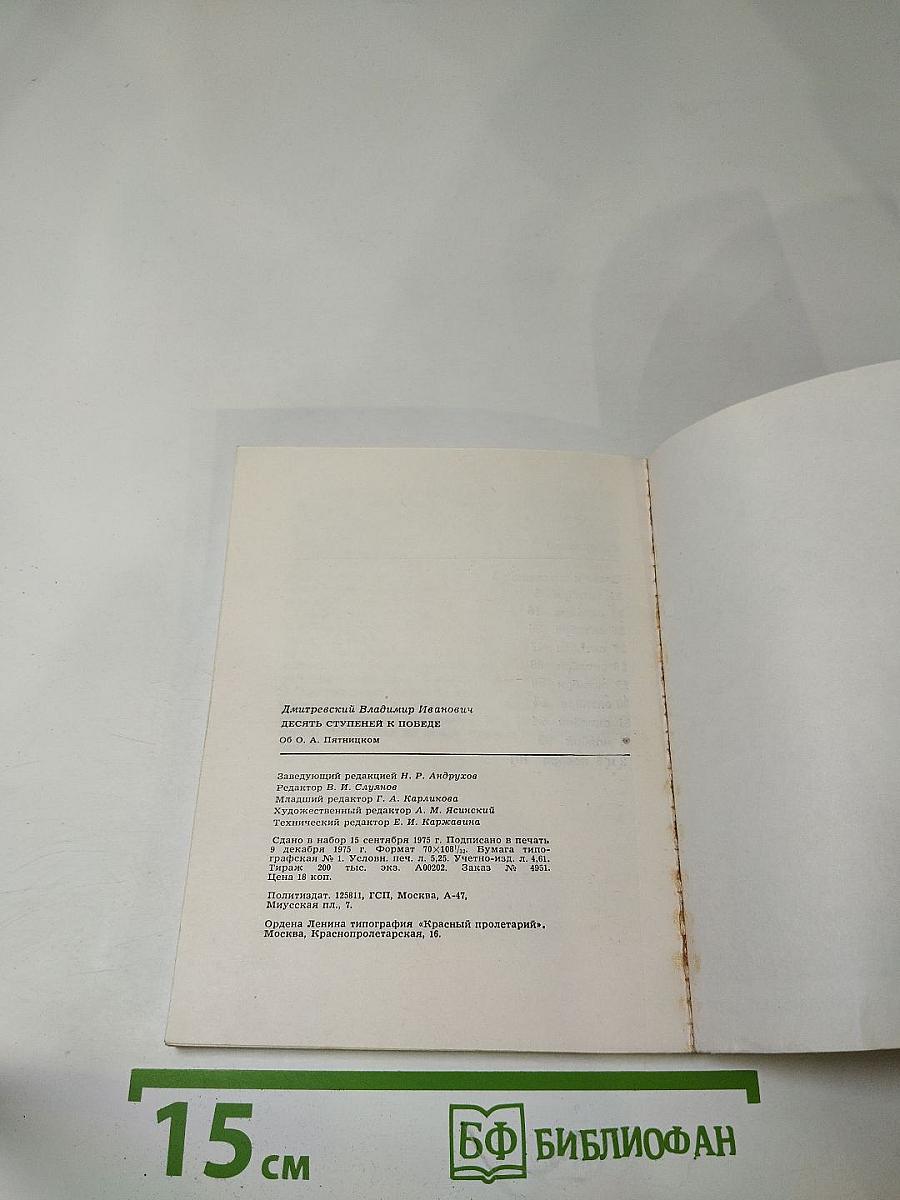 Дмитревский Владимир Иванович
ДЕСЯТЬ СТУПЕНЕЙ К ПОБЕДЕ
Об О. А. Пятницком
Заведующий редакцией Н. Р. Андрухов
Редактор В. И. Слуянов
Младший редактор Г. А. Карликова
Художественный редактор А. М. Ясинский
Технический редактор Е. И. Каржавина
Сдано в набор 15 сентября 1975 г. Подписано в печать
9 декабря 1975 г. Формат 70×108¹/₃₂. Бумага типо-
графская № 1. Условн. печ. л. 5,25. Учетно-изд. л. 4,61.
Тираж 200 тыс. экз. А00202. Заказ № 4951.
Цена 18 коп.
Политиздат. 125811, ГСП, Москва, А-47,
Миусская пл., 7.
Ордена Ленина типография «Красный пролетарий».
Москва, Краснопролетарская, 16.
15 см
БФ БИБЛИОФАН